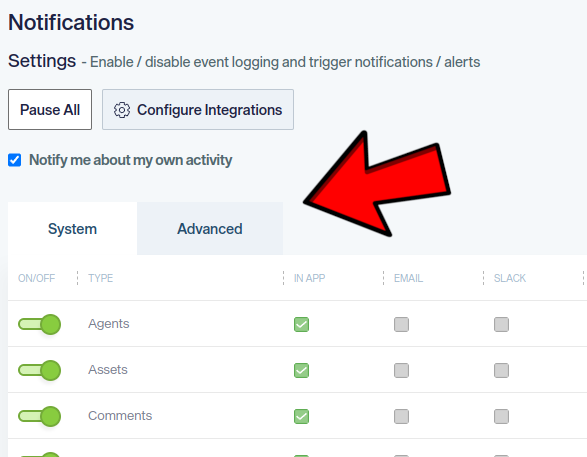 Notifications
Settings - Enable / disable event logging and trigger notifications / alerts
Pause All Configure Integrations
Notify me about my own activity
System Advanced
ON/OFF TYPE IN APP EMAIL SLACK
Agents
Assets
Comments